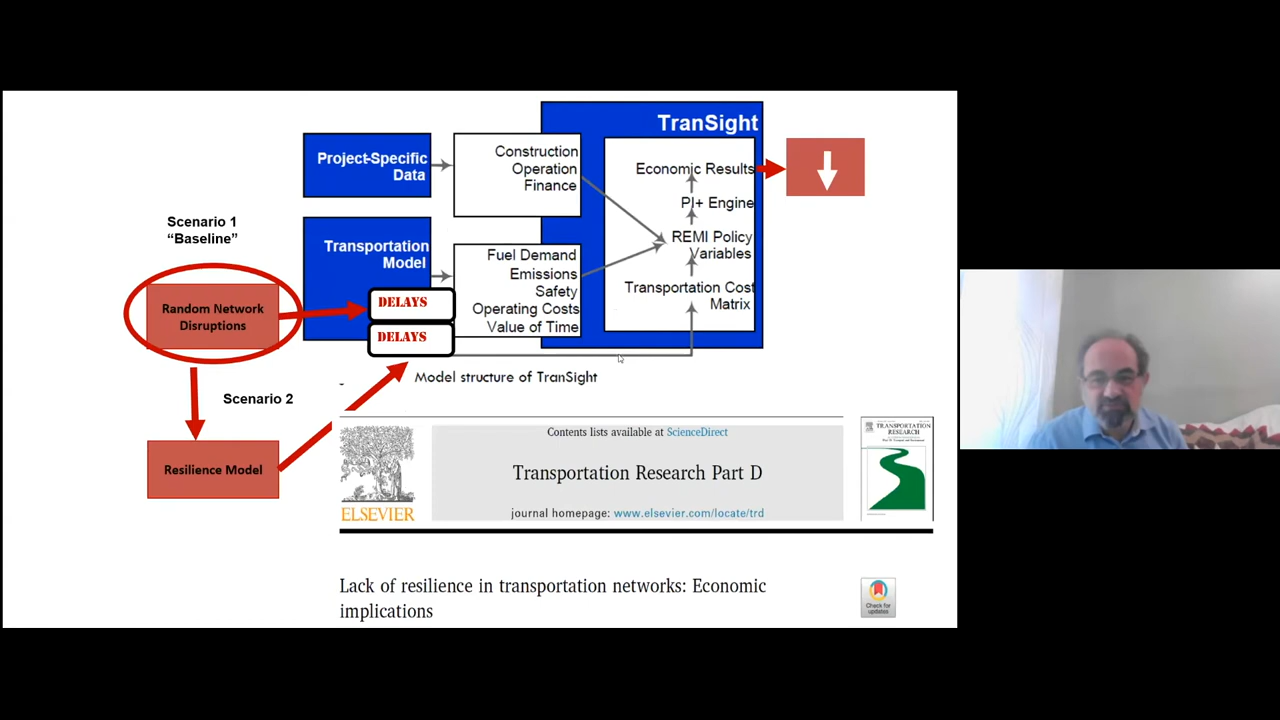 TranSight
Project-Specific
Data
Construction
Operation
Finance
Economic Results
PI+ Engine
REMI Policy
Variables
Transportation Cost
Matrix
Scenario 1
“Baseline”
Transportation
Model
Fuel Demand
Emissions
Safety
Operating Costs
Value of Time
Random Network
Disruptions
DELAYS
DELAYS
Model structure of TranSight
Scenario 2
Resilience Model
Contents lists available at ScienceDirect
Transportation Research Part D
journal homepage: www.elsevier.com/locate/trd
ELSEVIER
TRANSPORTATION
RESEARCH
Lack of resilience in transportation networks: Economic
implications
Check for
updates